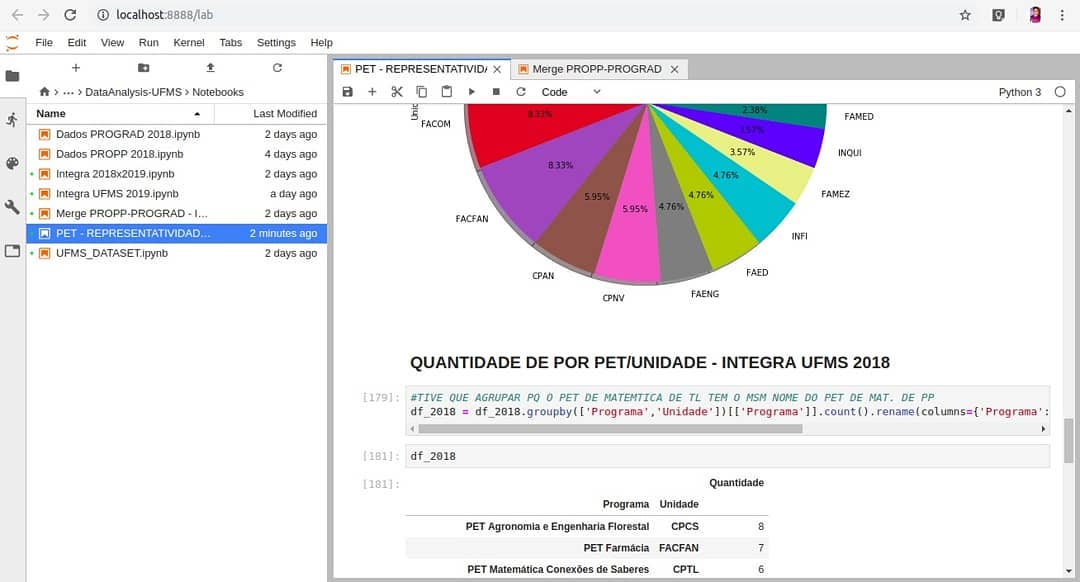 localhost:8888/lab
File Edit View Run Kernel Tabs Settings Help
… DataAnalysis-UFMS Notebooks
Name Last Modified
Dados PROGRAD 2018.ipynb 2 days ago
Dados PROPP 2018.ipynb 4 days ago
Integra 2018x2019.ipynb 2 days ago
Integra UFMS 2019.ipynb a day ago
Merge PROPP-PROGRAD - I… 2 days ago
PET - REPRESENTATIVIDAD… 2 minutes ago
UFMS_DATASET.ipynb 2 days ago
PET - REPRESENTATIVIDA Merge PROPP-PROGRAD
Code Python 3
FACOM 8.33% 2.38% FAMED
3.57% INQUI
8.33% 3.57% FAMEZ
5.95% 5.95% 4.76% 4.76% 4.76%
FACFAN INFI
CPAN FAED
CPNV FAENG
QUANTIDADE DE POR PET/UNIDADE - INTEGRA UFMS 2018
[179]: #TIVE QUE AGRUPAR PQ O PET DE MATEMTICA DE TL TEM O MSM NOME DO PET DE MAT. DE PP
df_2018 = df_2018.groupby(['Programa','Unidade'])[['Programa']].count().rename(columns={'Programa':
[181]: df_2018
[181]: Quantidade
Programa Unidade
PET Agronomia e Engenharia Florestal CPCS 8
PET Farmácia FACFAN 7
PET Matemática Conexões de Saberes CPTL 6